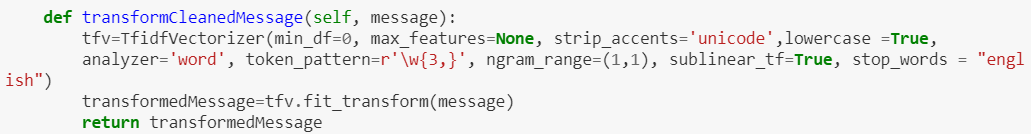 def transformCleanedMessage(self, message):
tfv=TfidfVectorizer(min_df=0, max_features=None, strip_accents='unicode',lowercase =True,
analyzer='word', token_pattern=r'\w{3,}', ngram_range=(1,1), sublinear_tf=True, stop_words = "engl
ish")
transformedMessage=tfv.fit_transform(message)
return transformedMessage